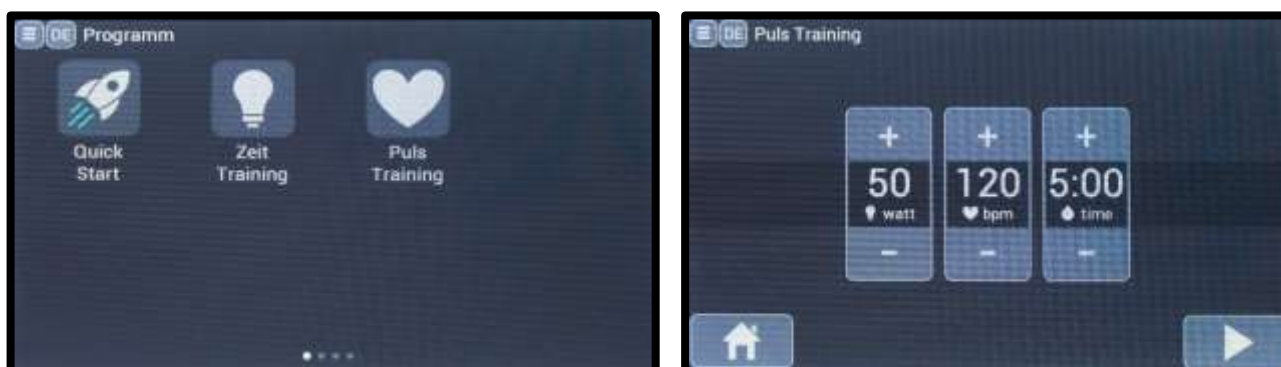 DE Programm
Quick
Start
Zeit
Training
Puls
Training
DE Puls Training
+ + +
50 120 5:00
watt bpm time
- - -